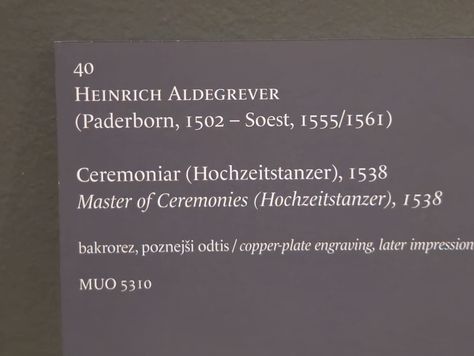 40
HEINRICH ALDEGREVER
(Paderborn, 1502 – Soest, 1555/1561)
Ceremoniar (Hochzeitstanzer), 1538
Master of Ceremonies (Hochzeitstanzer), 1538
bakrorez, poznejši odtis / copper-plate engraving, later impression
MUO 5310